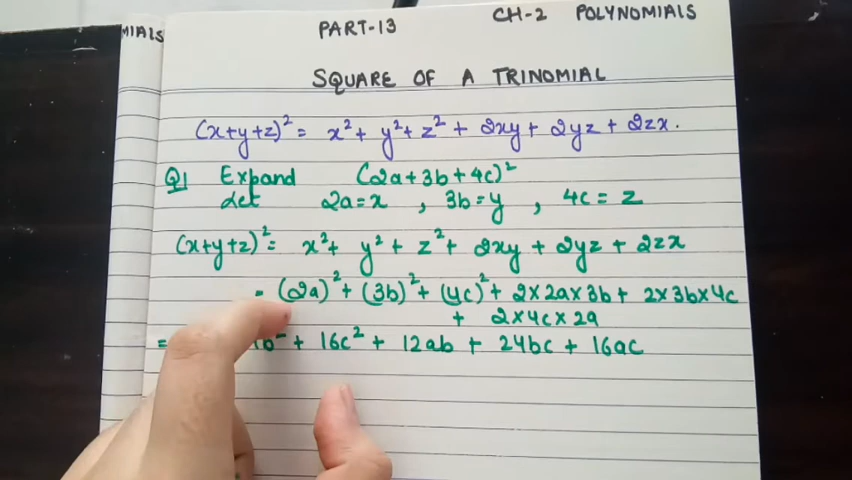 MIALS
PART-13 CH-2 POLYNOMIALS
SQUARE OF A TRINOMIAL
(x+y+z)² = x² + y² + z² + 2xy + 2yz + 2zx.
Q1 Expand (2a+3b+4c)²
Let 2a=x , 3b=y , 4c = z
(x+y+z)² = x² + y² + z² + 2xy + 2yz + 2zx
= (2a)² + (3b)² + (4c)² + 2×2a×3b + 2×3b×4c
+ 2×4c×2a
= b² + 16c² + 12ab + 24bc + 16ac